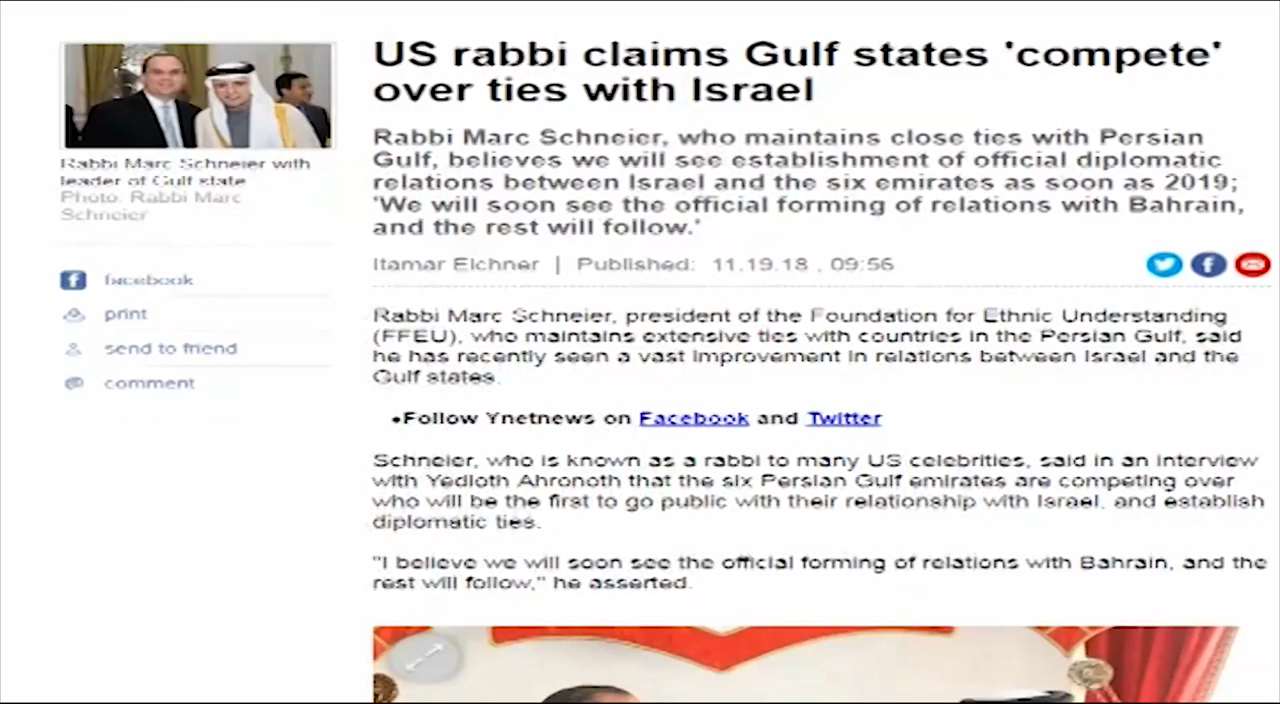 US rabbi claims Gulf states 'compete'
over ties with Israel
Rabbi Marc Schneier, who maintains close ties with Persian
Gulf, believes we will see establishment of official diplomatic
relations between Israel and the six emirates as soon as 2019;
'We will soon see the official forming of relations with Bahrain,
and the rest will follow.'
Itamar Eichner | Published: 11.19.18 , 09:56
Rabbi Marc Schneier with
leader of Gulf state
Photo: Rabbi Marc
Schneier
facebook
print
send to friend
comment
Rabbi Marc Schneier, president of the Foundation for Ethnic Understanding
(FFEU), who maintains extensive ties with countries in the Persian Gulf, said
he has recently seen a vast improvement in relations between Israel and the
Gulf states.
•Follow Ynetnews on Facebook and Twitter
Schneier, who is known as a rabbi to many US celebrities, said in an interview
with Yedioth Ahronoth that the six Persian Gulf emirates are competing over
who will be the first to go public with their relationship with Israel, and establish
diplomatic ties.
"I believe we will soon see the official forming of relations with Bahrain, and the
rest will follow," he asserted.